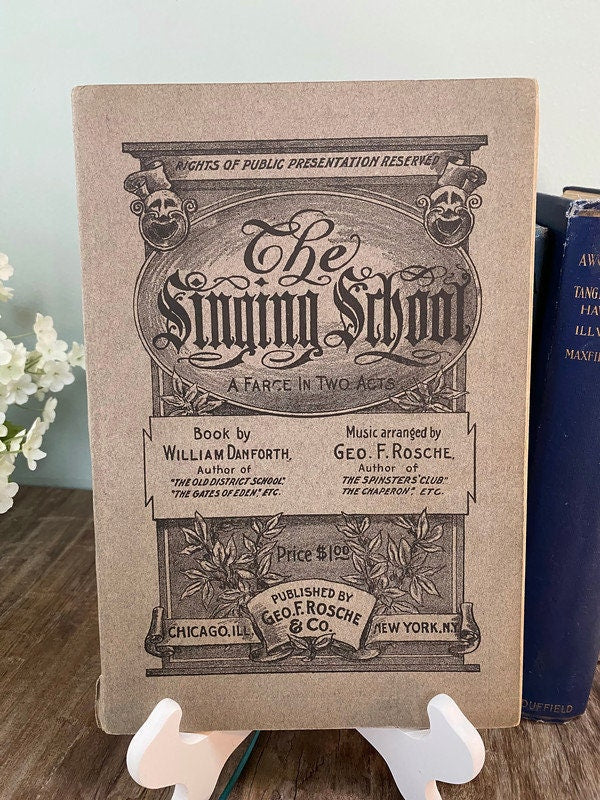 RIGHTS OF PUBLIC PRESENTATION RESERVED
The
Singing School
A FARCE IN TWO ACTS
Book by
WILLIAM DANFORTH,
Author of
"THE OLD DISTRICT SCHOOL"
"THE GATES OF EDEN," ETC.
Music arranged by
GEO. F. ROSCHE,
Author of
THE SPINSTERS' CLUB"
THE CHAPERON", ETC.
Price $1.00
PUBLISHED BY
GEO. F. ROSCHE
& CO.
CHICAGO, ILL.
NEW YORK, N.Y.
TANG
HA
ILL
MAXFI
DUFFIELD